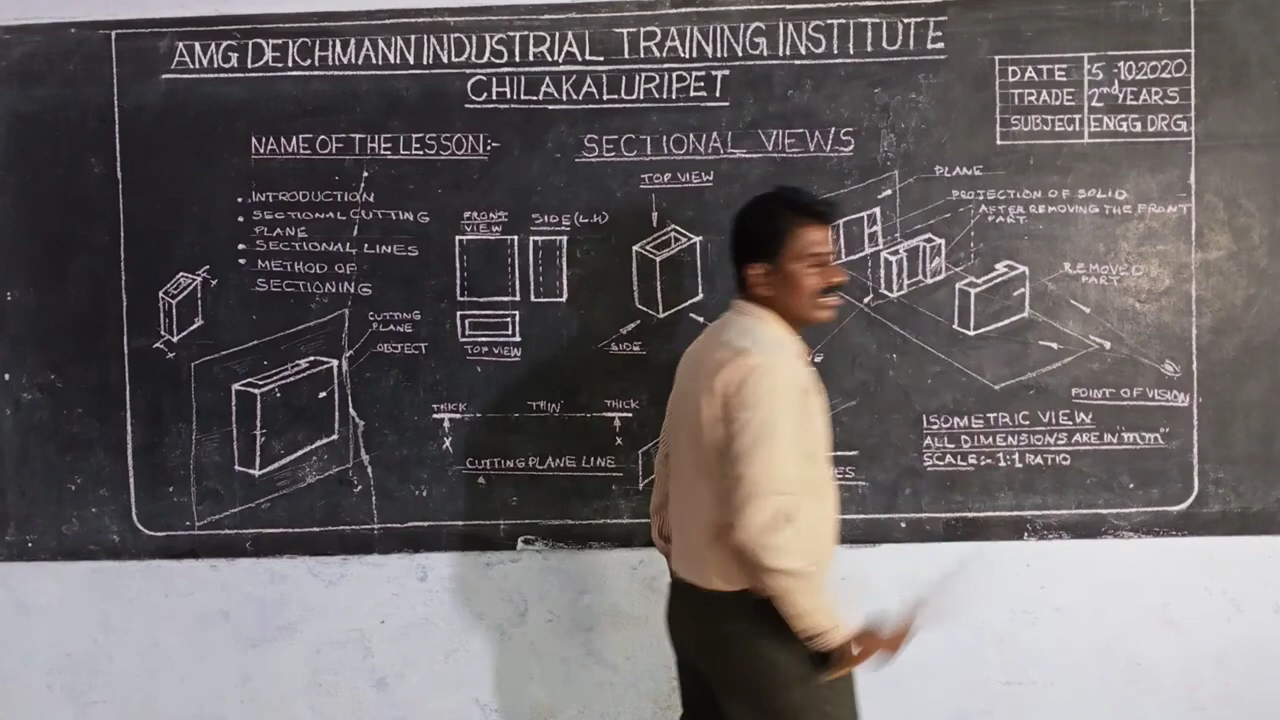 AMG DEICHMANN INDUSTRIAL TRAINING INSTITUTE
CHILAKALURIPET
DATE 5-10.2020
TRADE 2nd YEARS
SUBJECT ENGG DRG
NAME OF THE LESSON:-
SECTIONAL VIEWS
• INTRODUCTION
• SECTIONAL CUTTING
PLANE
• SECTIONAL LINES
• METHOD OF
SECTIONING
FRONT
VIEW
SIDE (L.H)
TOP VIEW
TOP VIEW
SIDE
PLANE
PROJECTION OF SOLID
AFTER REMOVING THE FRONT
PART.
REMOVED
PART
CUTTING
PLANE
OBJECT
THICK THIN THICK
X X
CUTTING PLANE LINE
POINT OF VISION
ISOMETRIC VIEW
ALL DIMENSIONS ARE IN "mm"
SCALE:- 1:1 RATIO